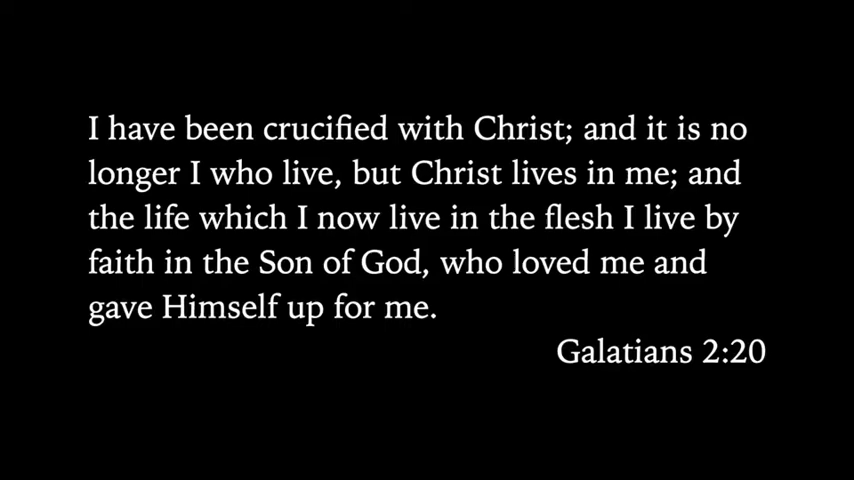 I have been crucified with Christ; and it is no
longer I who live, but Christ lives in me; and
the life which I now live in the flesh I live by
faith in the Son of God, who loved me and
gave Himself up for me.
Galatians 2:20